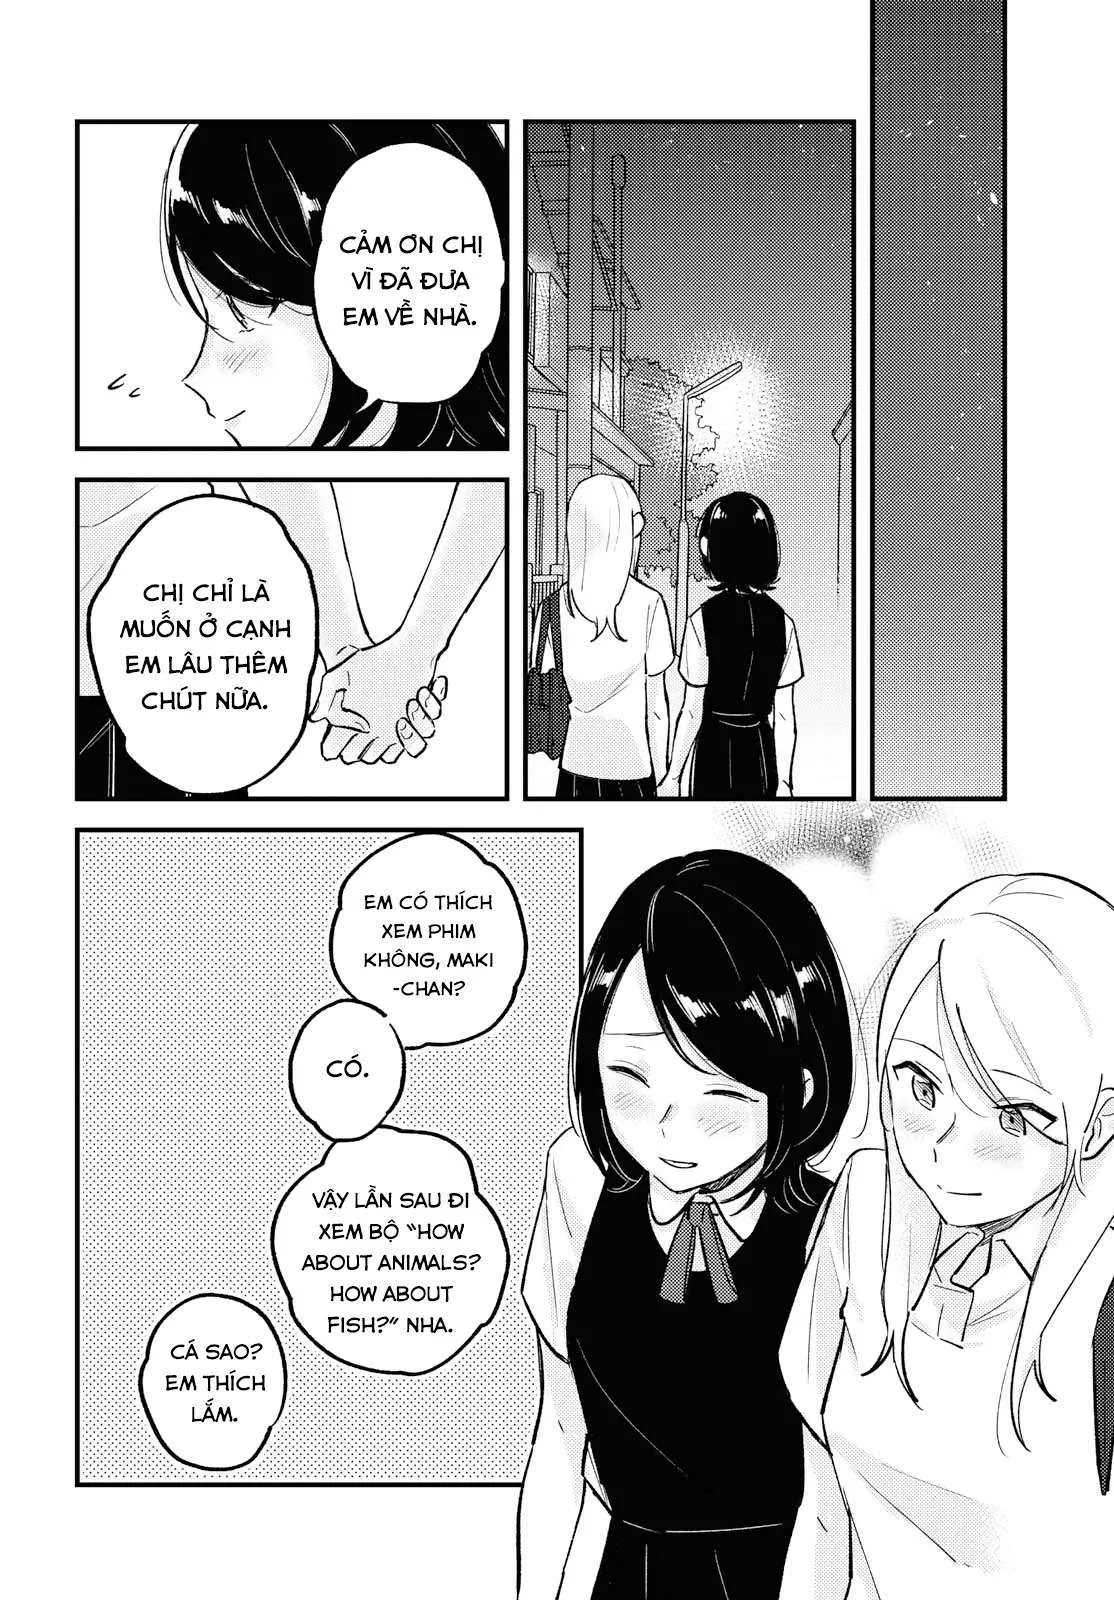 CẢM ƠN CHỊ
VÌ ĐÃ ĐƯA
EM VỀ NHÀ.
CHỊ CHỈ LÀ
MUỐN Ở CẠNH
EM LÂU THÊM
CHÚT NỮA.
EM CÓ THÍCH
XEM PHIM
KHÔNG, MAKI
-CHAN?
CÓ.
VẬY LẦN SAU ĐI
XEM BỘ “HOW
ABOUT ANIMALS?
HOW ABOUT
FISH?” NHA.
CÁ SAO?
EM THÍCH
LẮM.